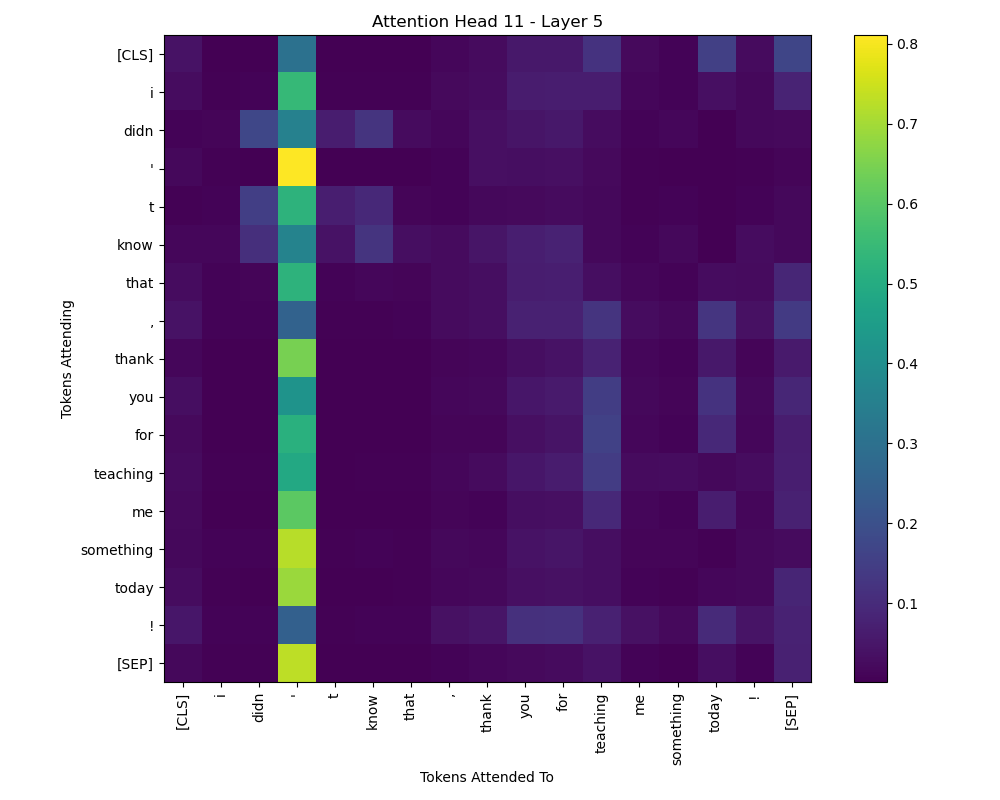 Attention Head 11 - Layer 5
Tokens Attending
[CLS]
i
didn
'
t
know
that
,
thank
you
for
teaching
me
something
today
!
[SEP]
[CLS]
i
didn
'
t
know
that
,
thank
you
for
teaching
me
something
today
!
[SEP]
Tokens Attended To
0.8
0.7
0.6
0.5
0.4
0.3
0.2
0.1